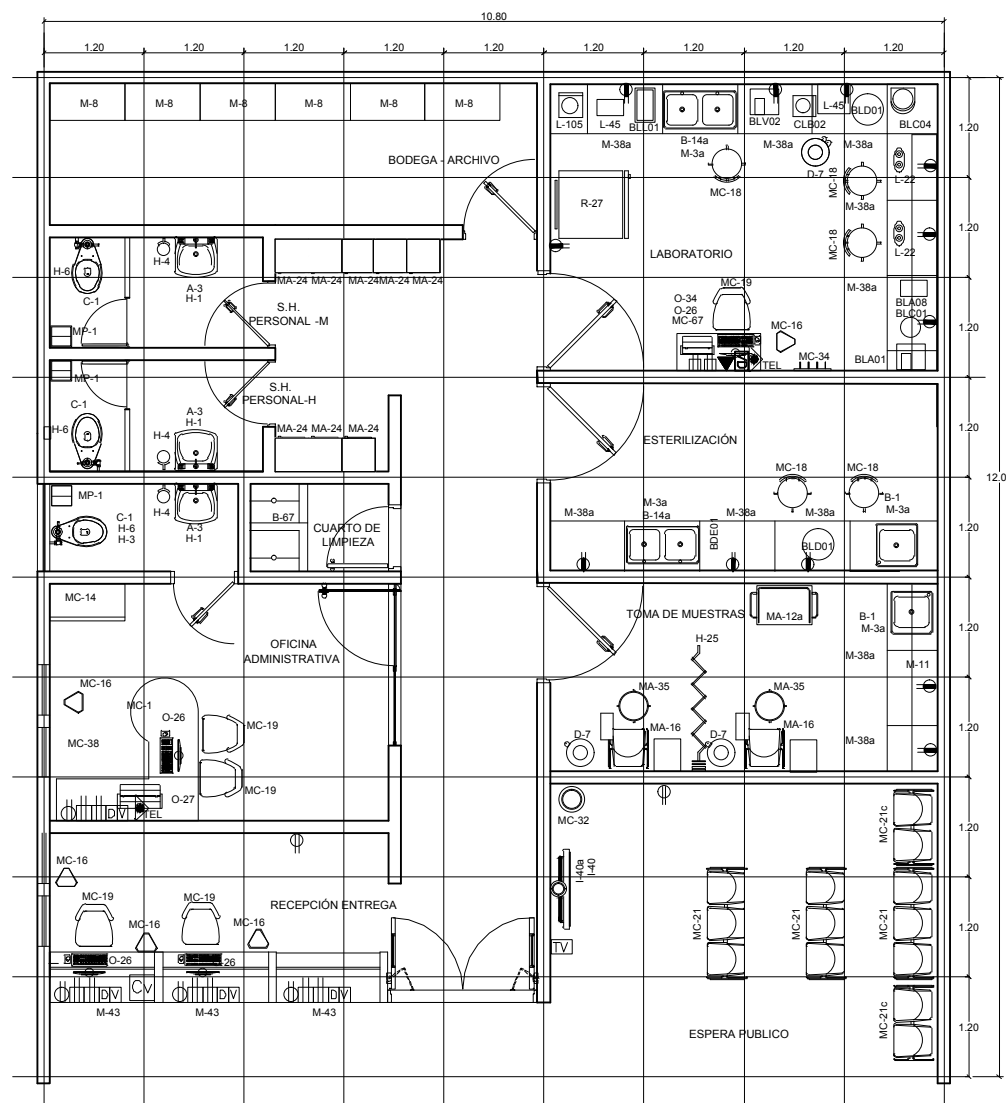 10.80
1.20 1.20 1.20 1.20 1.20 1.20 1.20 1.20 1.20
M-8 M-8 M-8 M-8 M-8 M-8
L-105 L-45 BLL01 BLV02 CLB02 L-45 BLD01 BLC04
B-14a
M-38a M-3a M-38a M-38a
1.20
BODEGA - ARCHIVO
D-7
MC-18
MC-18
L-22
R-27
M-38a
1.20
H-6
H-4
A-3
H-1
C-1
MC-18
L-22
LABORATORIO
MA-24 MA-24 MA-24 MA-24 MA-24
MC-19
M-38a
S.H.
PERSONAL -M
O-34
O-26
MC-67
BLA08
BLC01
1.20
MP-1
MC-16
TEL
MC-34
BLA01
MP-1
S.H.
PERSONAL-H
C-1
A-3
H-1
MA-24 MA-24 MA-24
H-6
H-4
ESTERILIZACIÓN
1.20
MC-18 MC-18
MP-1
H-4
B-67
M-3a
B-14a
B-1
M-3a
M-38a
M-38a
M-38a
C-1
H-6
H-3
A-3
H-1
CUARTO DE
LIMPIEZA
BDE01
BLD01
12.0
1.20
MC-14
TOMA DE MUESTRAS
MA-12a
B-1
M-3a
OFICINA
ADMINISTRATIVA
H-25
M-38a
M-11
1.20
MC-16
MC-1
O-26
MC-19
MA-35 MA-35
MC-38
D-7
MA-16
D-7
MA-16
M-38a
1.20
MC-19
O-27
DV
TEL
MC-32
MC-21c
1.20
MC-16
MC-19 MC-19
MC-16
MC-16
RECEPCIÓN ENTREGA
I-40a
I-40
MC-21
MC-21
MC-21
1.20
O-26
26
TV
DV
CV
DV
DV
M-43 M-43 M-43
ESPERA PUBLICO
MC-21c
1.20